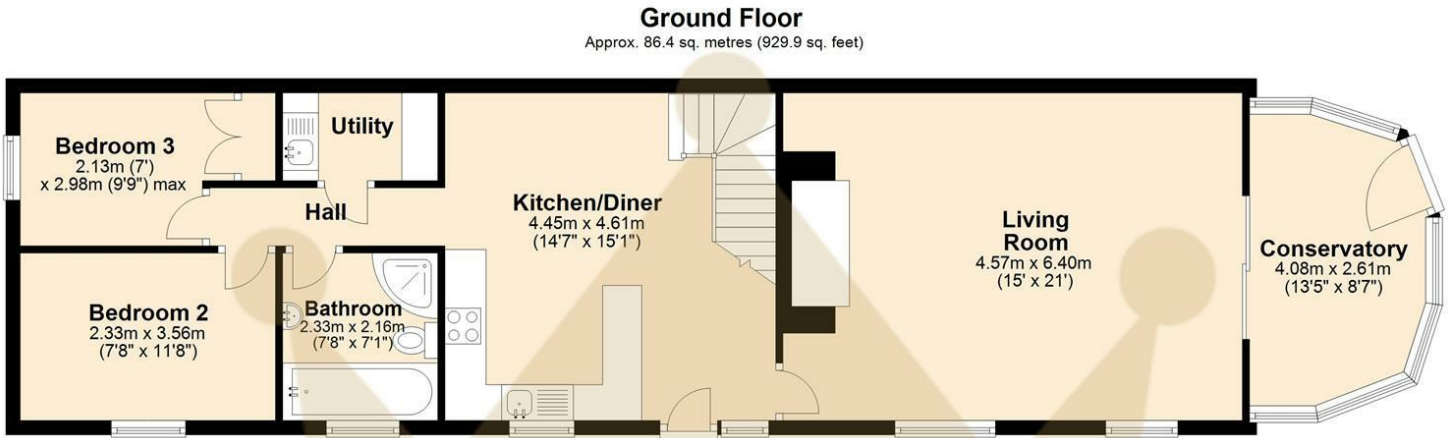 Ground Floor
Approx. 86.4 sq. metres (929.9 sq. feet)
Bedroom 3
2.13m (7')
x 2.98m (9'9") max
Utility
Hall
Kitchen/Diner
4.45m x 4.61m
(14'7" x 15'1")
Living
Room
4.57m x 6.40m
(15' x 21')
Conservatory
4.08m x 2.61m
(13'5" x 8'7")
Bedroom 2
2.33m x 3.56m
(7'8" x 11'8")
Bathroom
2.33m x 2.16m
(7'8" x 7'1")